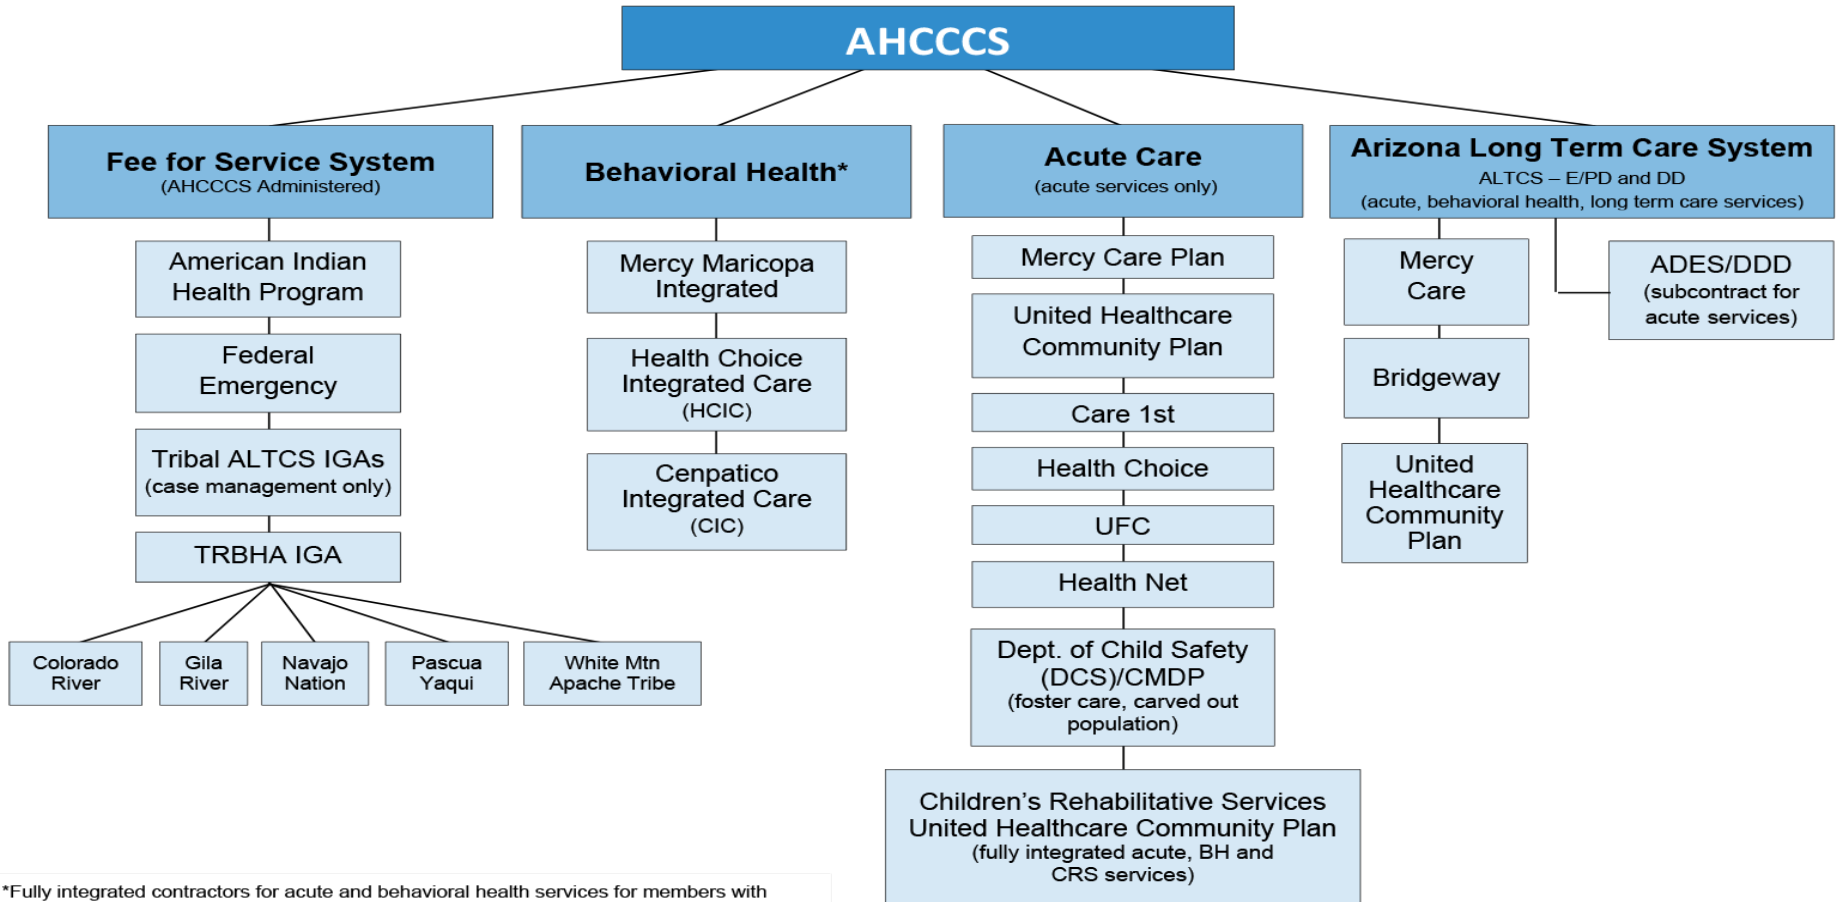 AHCCCS
Fee for Service System
(AHCCCS Administered)
American Indian
Health Program
Federal
Emergency
Tribal ALTCS IGAs
(case management only)
TRBHA IGA
Colorado
River
Gila
River
Navajo
Nation
Pascua
Yaqui
White Mtn
Apache Tribe
Behavioral Health*
Mercy Maricopa
Integrated
Health Choice
Integrated Care
(HCIC)
Cenpatico
Integrated Care
(CIC)
Acute Care
(acute services only)
Mercy Care Plan
United Healthcare
Community Plan
Care 1st
Health Choice
UFC
Health Net
Dept. of Child Safety
(DCS)/CMDP
(foster care, carved out
population)
Children's Rehabilitative Services
United Healthcare Community Plan
(fully integrated acute, BH and
CRS services)
Arizona Long Term Care System
ALTCS – E/PD and DD
(acute, behavioral health, long term care services)
Mercy
Care
Bridgeway
United
Healthcare
Community
Plan
ADES/DDD
(subcontract for
acute services)
*Fully integrated contractors for acute and behavioral health services for members with